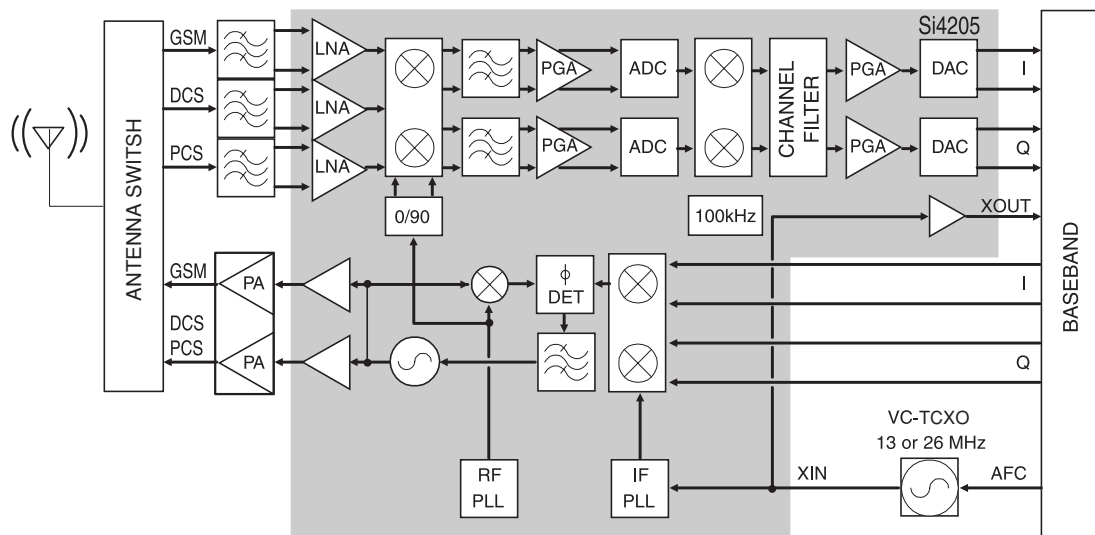 Si4205
ANTENNA SWITSH
GSM
DCS
PCS
LNA
LNA
LNA
PGA
PGA
ADC
ADC
CHANNEL
FILTER
PGA
PGA
DAC
DAC
I
Q
BASEBAND
0/90
100kHz
XOUT
GSM
DCS
PCS
PA
PA
ϕ
DET
I
Q
RF
PLL
IF
PLL
VC-TCXO
13 or 26 MHz
XIN
AFC